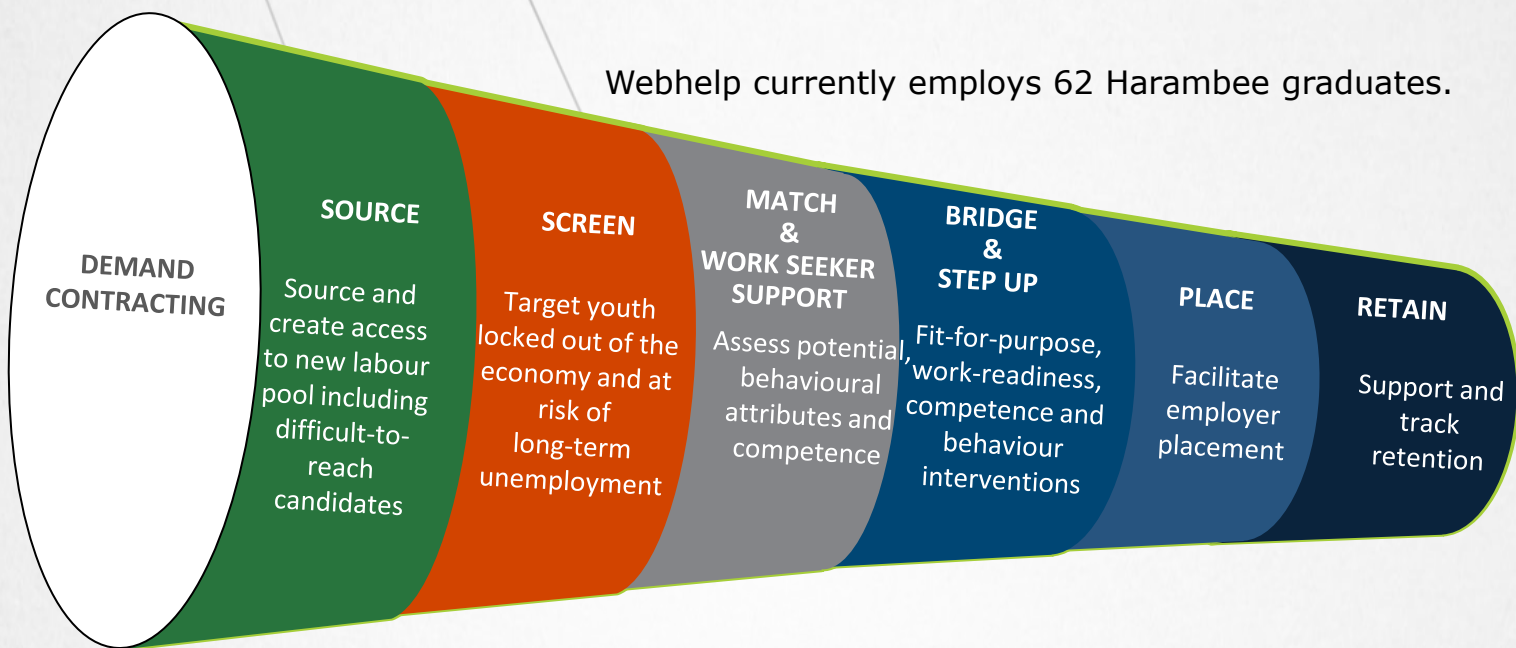 Webhelp currently employs 62 Harambee graduates.
DEMAND
CONTRACTING
SOURCE
Source and
create access
to new labour
pool including
difficult-to-
reach
candidates
SCREEN
Target youth
locked out of the
economy and at
risk of
long-term
unemployment
MATCH
&
WORK SEEKER
SUPPORT
Assess potential,
behavioural
attributes and
competence
BRIDGE
&
STEP UP
Fit-for-purpose,
work-readiness,
competence and
behaviour
interventions
PLACE
Facilitate
employer
placement
RETAIN
Support and
track
retention